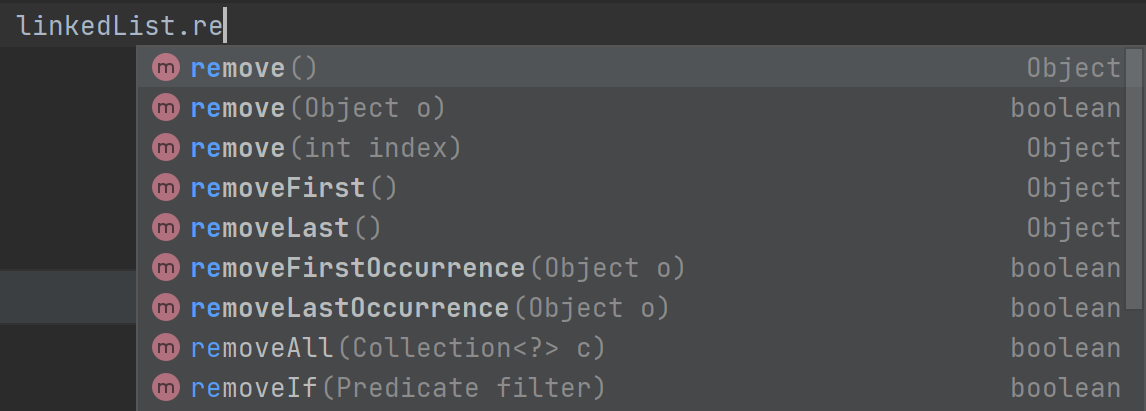 linkedList.re
m remove() Object
m remove(Object o) boolean
m remove(int index) Object
m removeFirst() Object
m removeLast() Object
m removeFirstOccurrence(Object o) boolean
m removeLastOccurrence(Object o) boolean
m removeAll(Collection<?> c) boolean
m removeIf(Predicate filter) boolean